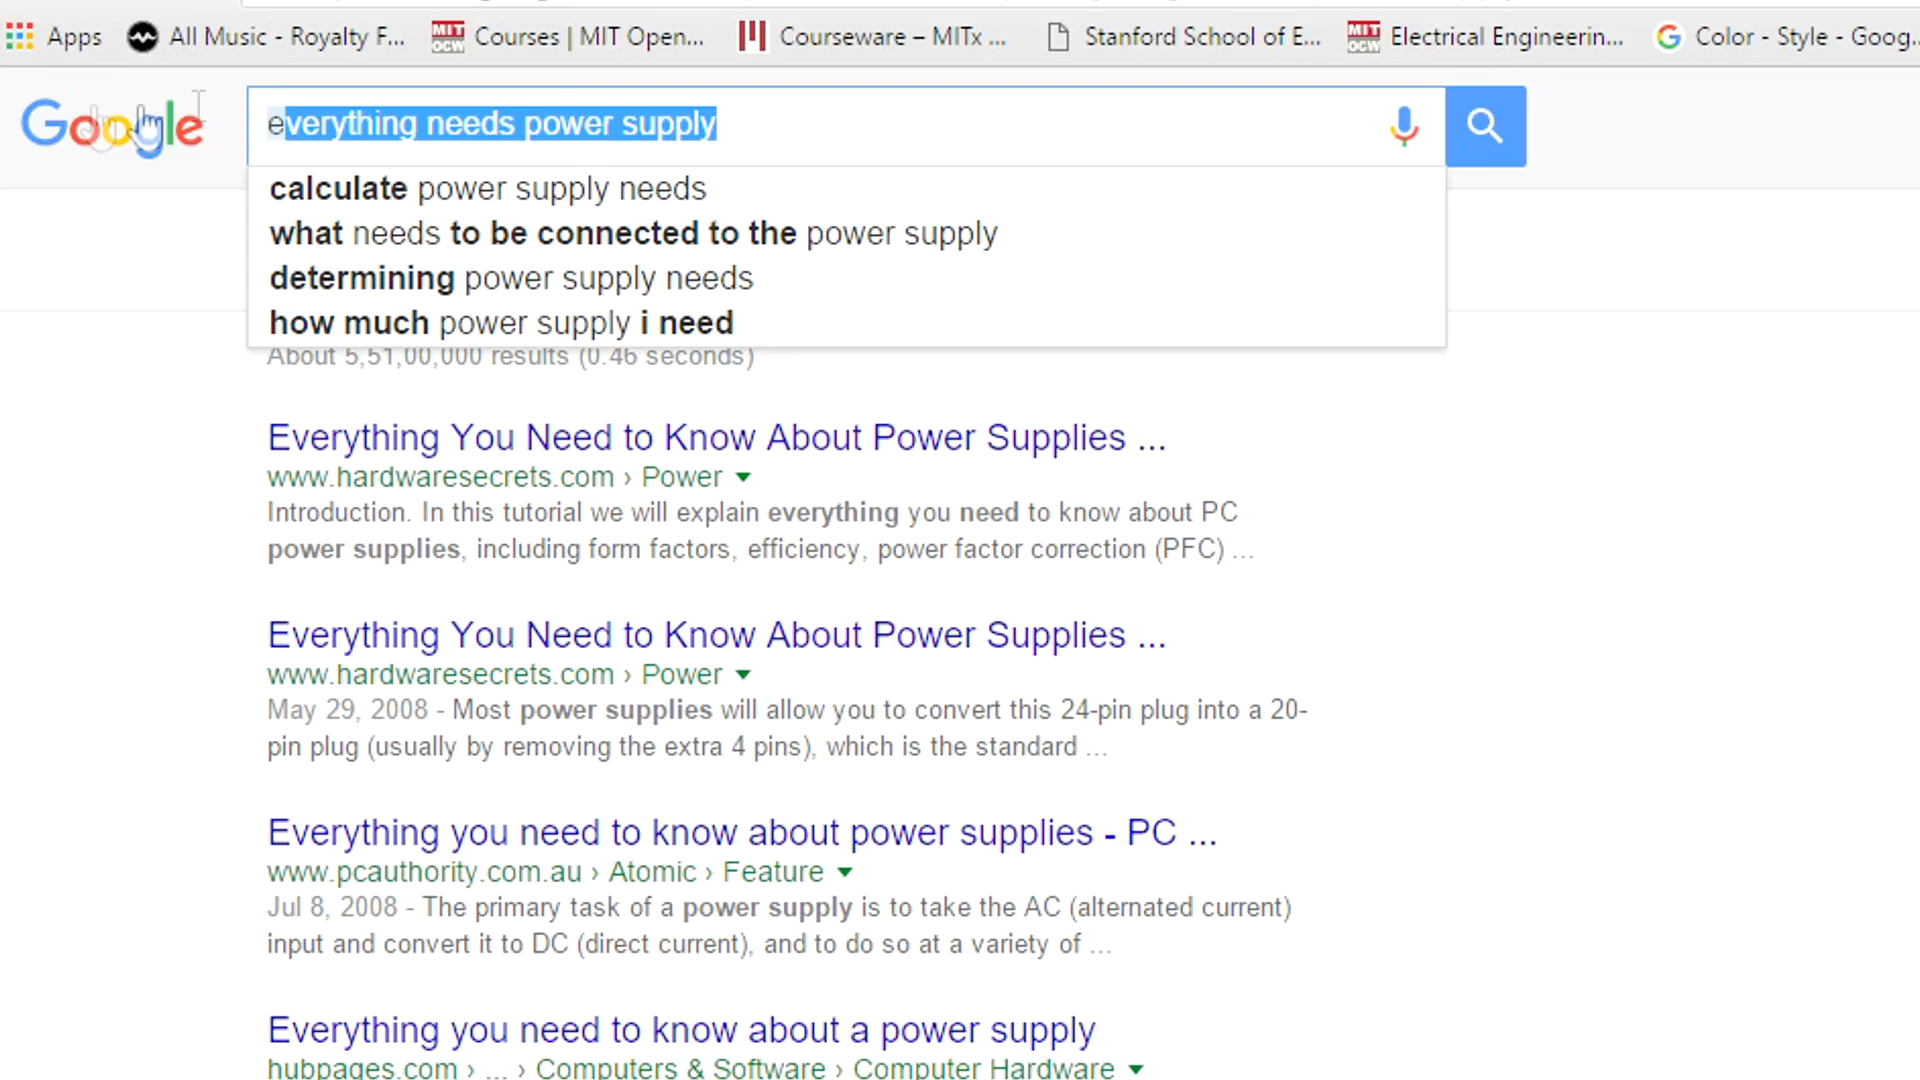 Apps
All Music - Royalty F...
Courses | MIT Open...
Courseware – MITx ...
Stanford School of E...
Electrical Engineerin...
Color - Style - Goog..
Google
everything needs power supply
calculate power supply needs
what needs to be connected to the power supply
determining power supply needs
how much power supply i need
About 5,51,00,000 results (0.46 seconds)
Everything You Need to Know About Power Supplies ...
www.hardwaresecrets.com › Power
Introduction. In this tutorial we will explain everything you need to know about PC
power supplies, including form factors, efficiency, power factor correction (PFC) ...
Everything You Need to Know About Power Supplies ...
www.hardwaresecrets.com › Power
May 29, 2008 - Most power supplies will allow you to convert this 24-pin plug into a 20-
pin plug (usually by removing the extra 4 pins), which is the standard ...
Everything you need to know about power supplies - PC ...
www.pcauthority.com.au › Atomic › Feature
Jul 8, 2008 - The primary task of a power supply is to take the AC (alternated current)
input and convert it to DC (direct current), and to do so at a variety of ...
Everything you need to know about a power supply
hubpages.com › ... › Computers & Software › Computer Hardware